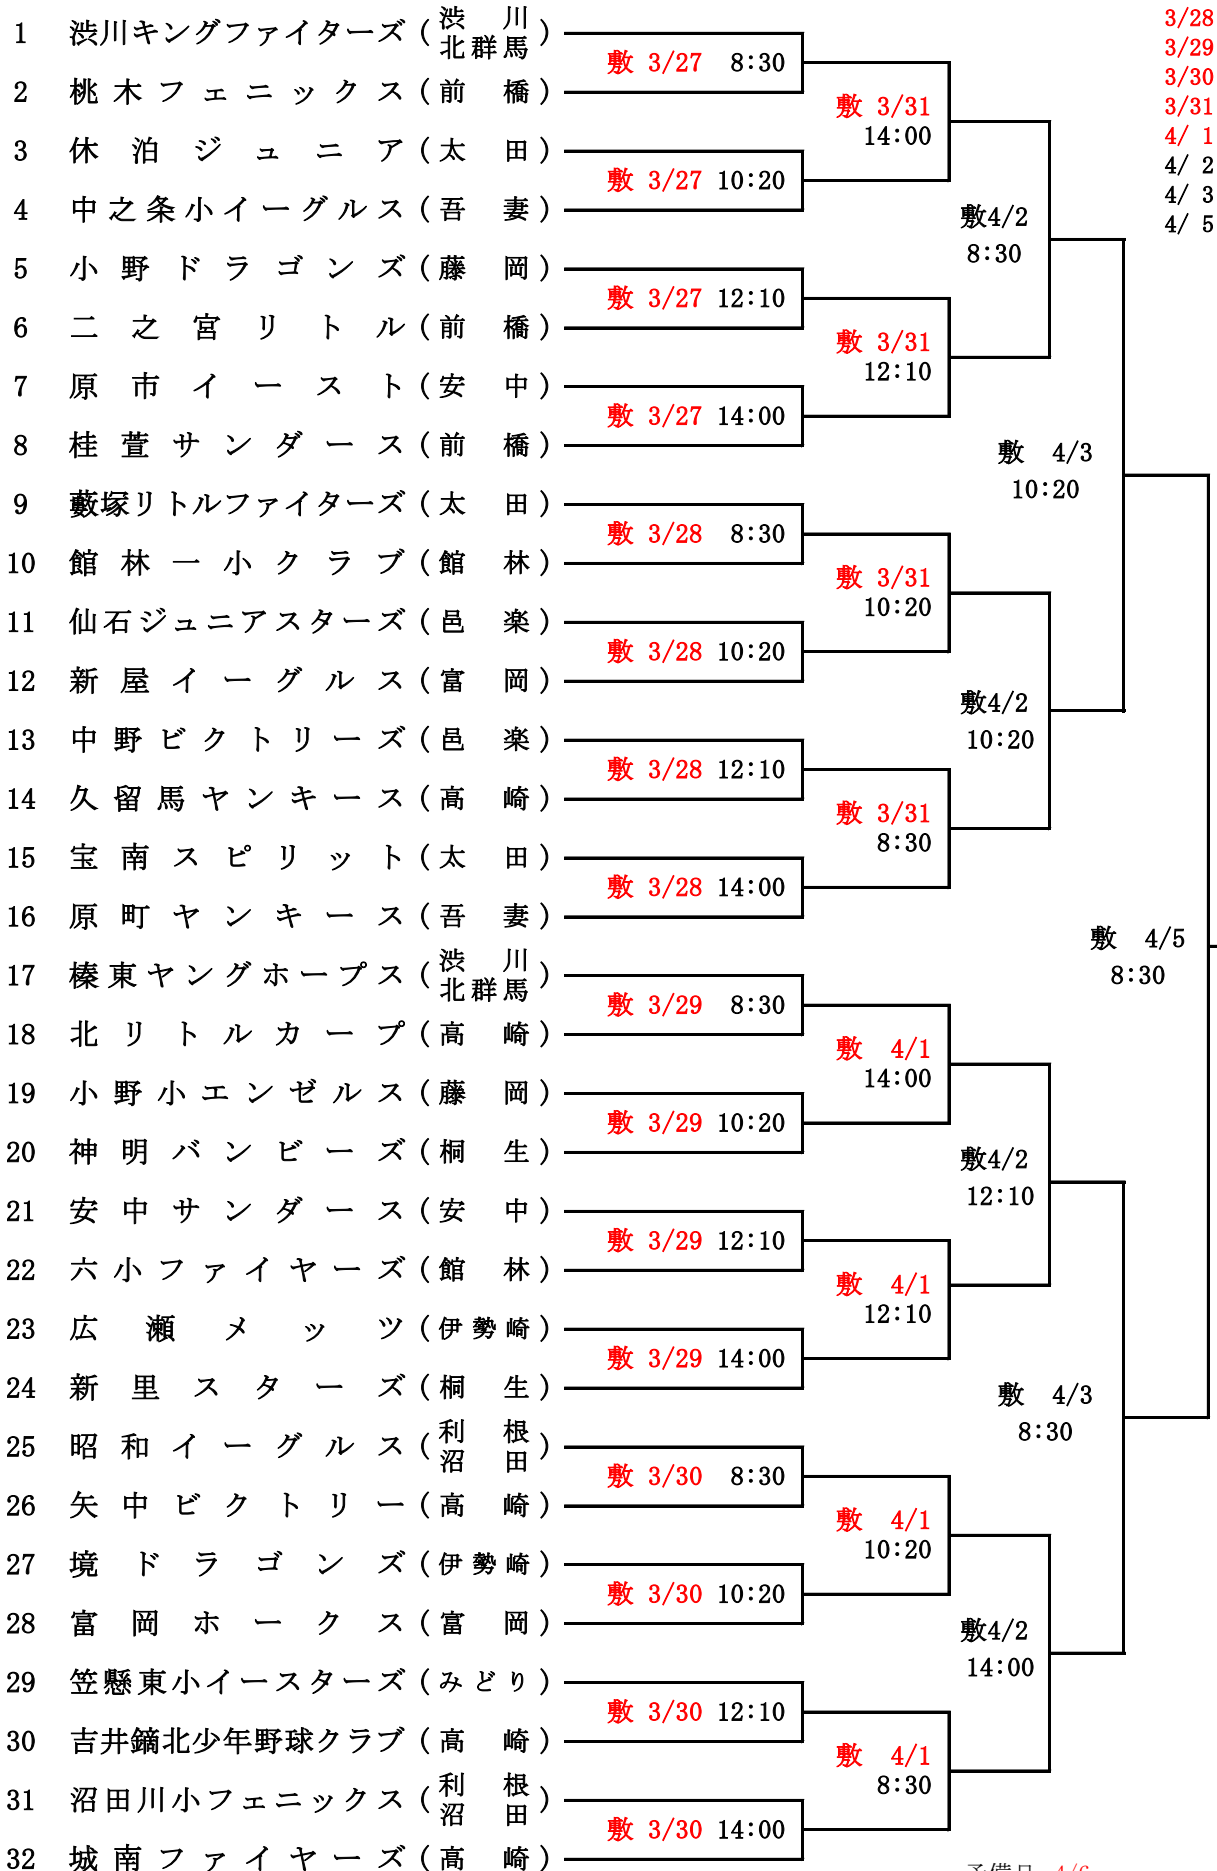 3/28
3/29
3/30
3/31
4/ 1
4/ 2
4/ 3
4/ 5
1 渋川キングファイターズ (渋川北群馬)
敷 3/27 8:30
2 桃木フェニックス (前橋)
敷 3/31
14:00
3 休泊ジュニア (太田)
敷 3/27 10:20
4 中之条小イーグルス (吾妻)
敷4/2
8:30
5 小野ドラゴンズ (藤岡)
敷 3/27 12:10
6 二之宮リトル (前橋)
敷 3/31
12:10
7 原市イースト (安中)
敷 3/27 14:00
8 桂萱サンダース (前橋)
敷 4/3
10:20
9 藪塚リトルファイターズ (太田)
敷 3/28 8:30
10 館林一小クラブ (館林)
敷 3/31
10:20
11 仙石ジュニアスターズ (邑楽)
敷 3/28 10:20
12 新屋イーグルス (富岡)
敷4/2
10:20
13 中野ビクトリーズ (邑楽)
敷 3/28 12:10
14 久留馬ヤンキース (高崎)
敷 3/31
8:30
15 宝南スピリット (太田)
敷 3/28 14:00
16 原町ヤンキース (吾妻)
敷 4/5
8:30
17 榛東ヤングホープス (渋川北群馬)
敷 3/29 8:30
18 北リトルカープ (高崎)
敷 4/1
14:00
19 小野小エンゼルス (藤岡)
敷 3/29 10:20
20 神明バンビーズ (桐生)
敷4/2
12:10
21 安中サンダース (安中)
敷 3/29 12:10
22 六小ファイヤーズ (館林)
敷 4/1
12:10
23 広瀬メッツ (伊勢崎)
敷 3/29 14:00
24 新里スターズ (桐生)
敷 4/3
8:30
25 昭和イーグルス (利根沼田)
敷 3/30 8:30
26 矢中ビクトリー (高崎)
敷 4/1
10:20
27 境ドラゴンズ (伊勢崎)
敷 3/30 10:20
28 富岡ホークス (富岡)
敷4/2
14:00
29 笠懸東小イースターズ (みどり)
敷 3/30 12:10
30 吉井鏑北少年野球クラブ (高崎)
敷 4/1
8:30
31 沼田川小フェニックス (利根沼田)
敷 3/30 14:00
32 城南ファイヤーズ (高崎)
予備日 4/6